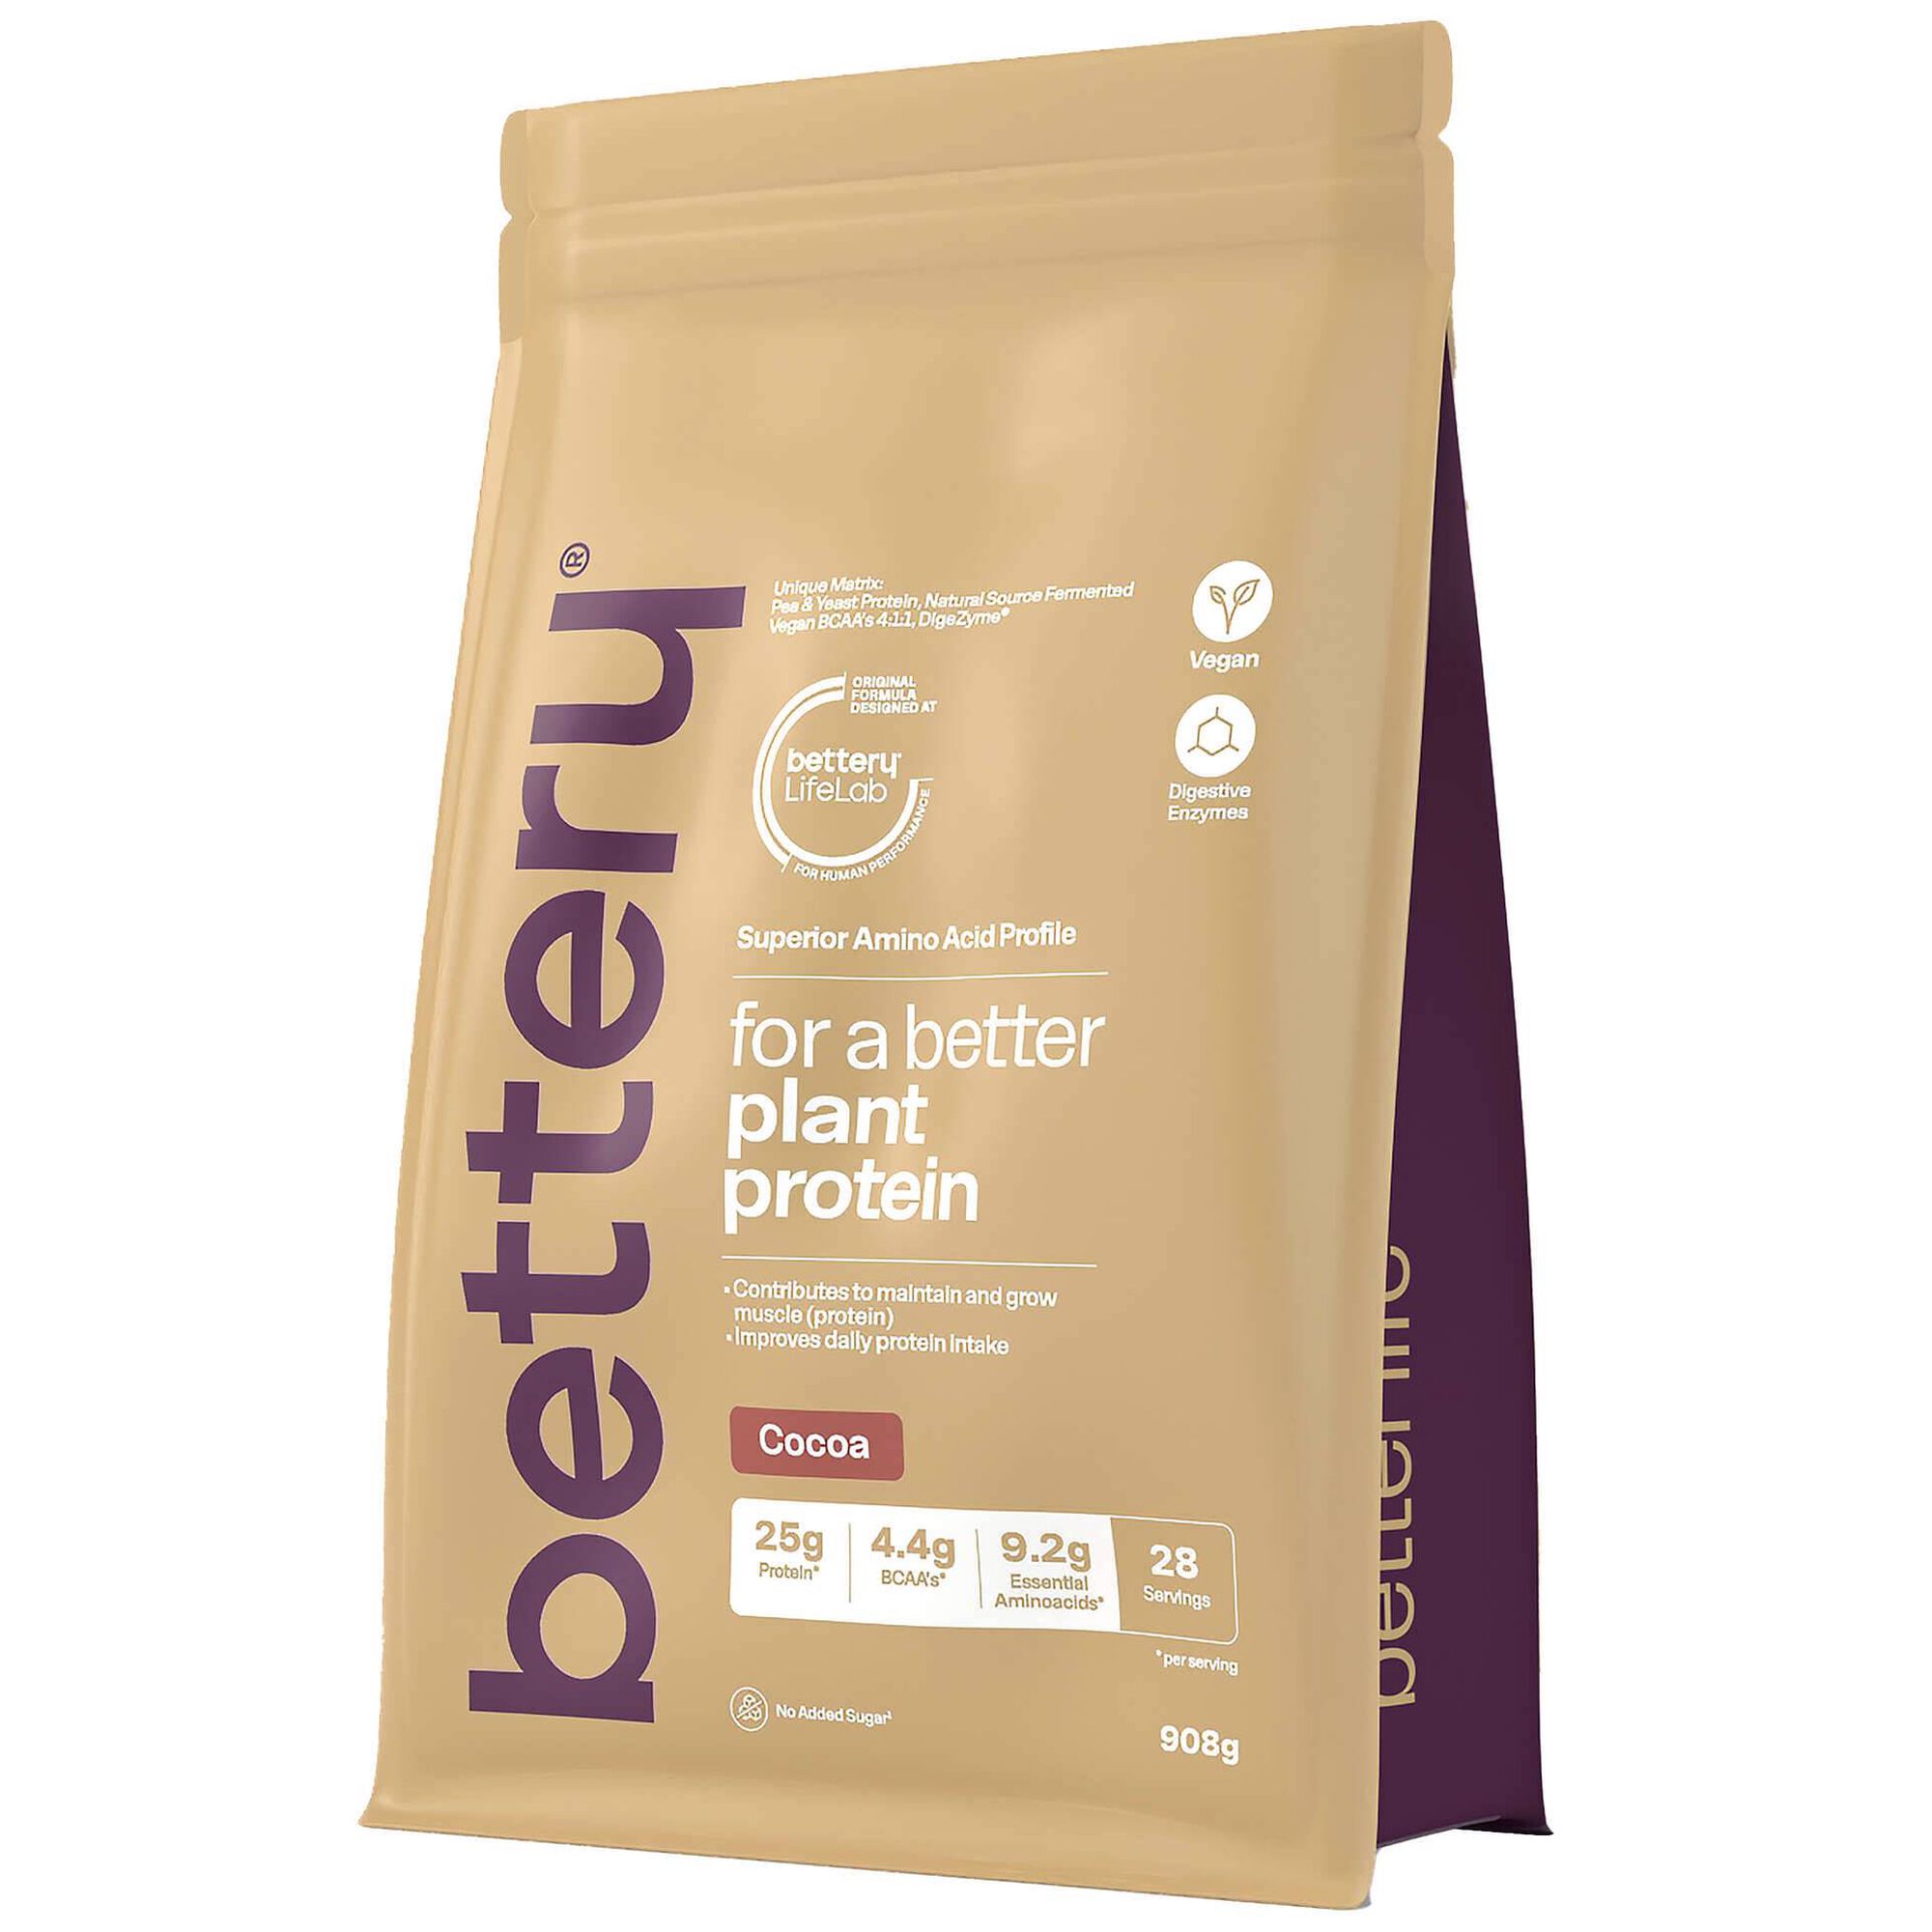 bettery®
Unique Matrix:
Pea & Yeast Protein, Natural Source Fermented
Vegan BCAA's 4:1:1, DigeZyme®
ORIGINAL
FORMULA
DESIGNED AT
bettery®
LifeLab
FOR HUMAN PERFORMANCE
Vegan
Digestive
Enzymes
Superior Amino Acid Profile
for a better
plant
protein
• Contributes to maintain and grow
muscle (protein)
• Improves daily protein intake
Cocoa
25g
Protein*
4.4g
BCAA's*
9.2g
Essential
Aminoacids*
28
Servings
*per serving
No Added Sugar¹
908g
better life